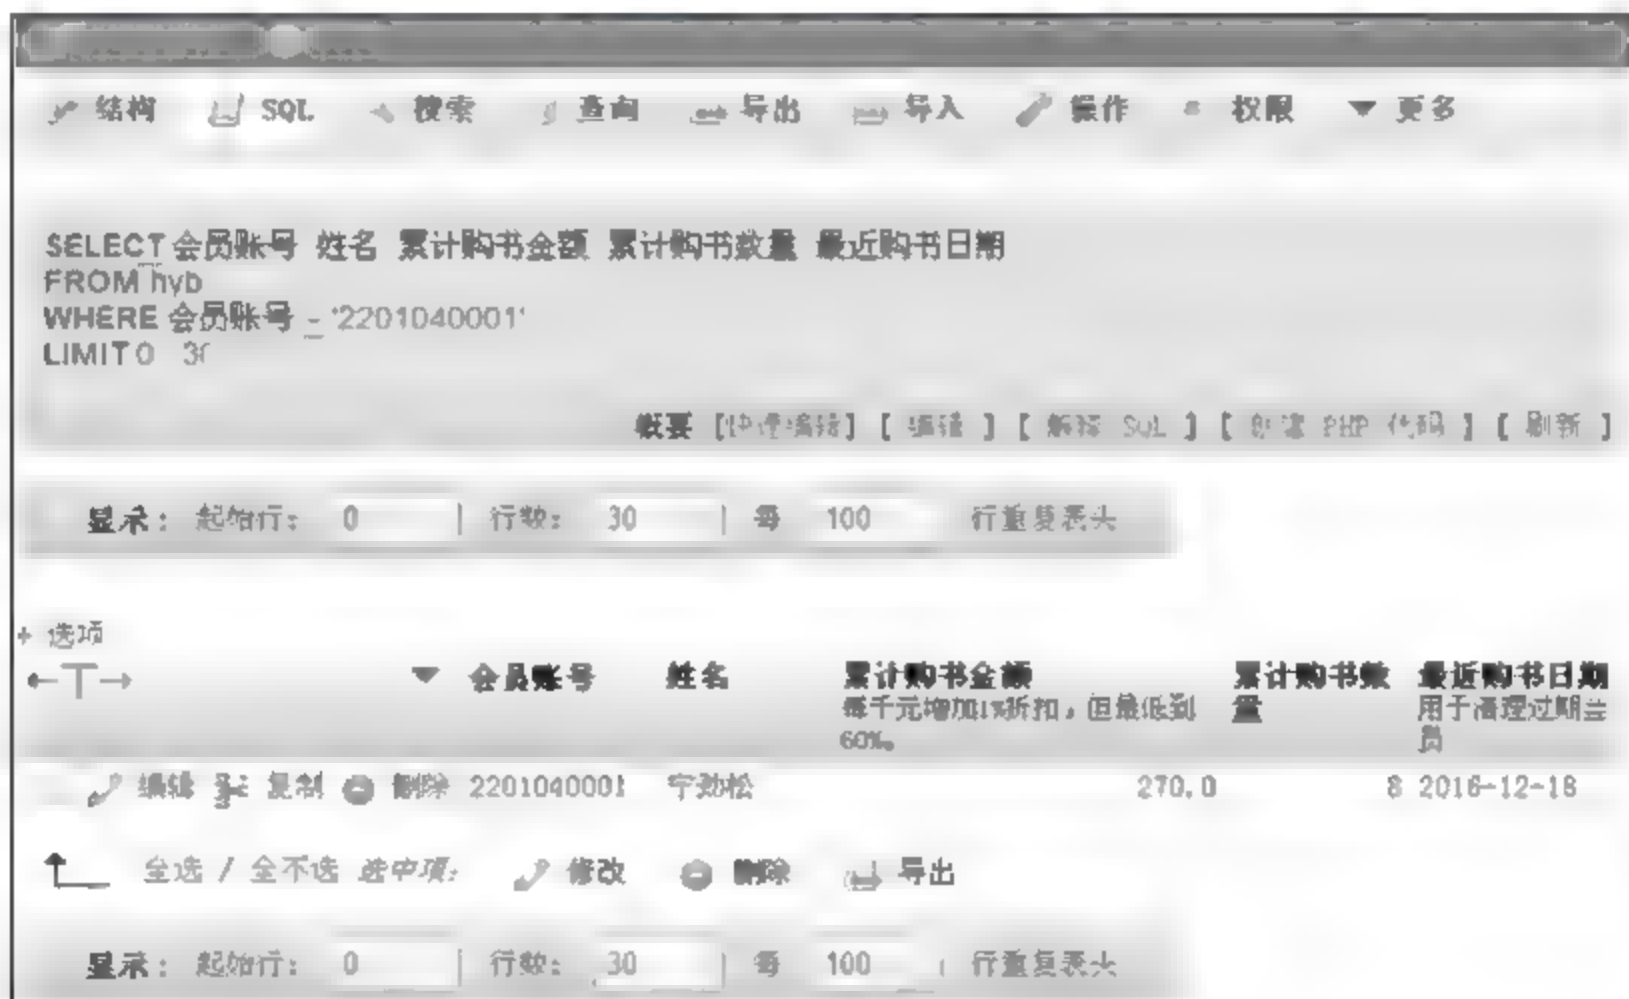 结构 SQL 搜索 查询 导出 导入 操作 权限 更多
SELECT 会员账号 姓名 累计购书金额 累计购书数量 最近购书日期
FROM hyb
WHERE 会员账号 = '2201040001'
LIMIT 0 30
概要 [快速编辑] [ 编辑 ] [ 解释 SQL ] [ 创建 PHP 代码 ] [ 刷新 ]
显示: 起始行: 0 行数: 30 每 100 行重复表头
+ 选项
←T→ ▼ 会员账号 姓名 累计购书金额 累计购书数 最近购书日期
每千元增加1%折扣，但最低到 量 用于清理过期会
60%。 员
编辑 复制 删除 2201040001 宁劲松 270.0 8 2016-12-18
全选 / 全不选 选中项: 修改 删除 导出
显示: 起始行: 0 行数: 30 每 100 行重复表头